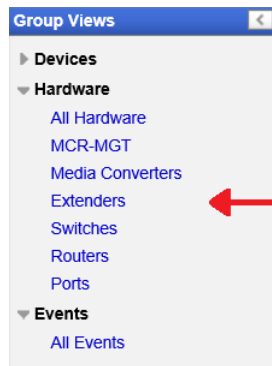 Group Views
Devices
Hardware
All Hardware
MCR-MGT
Media Converters
Extenders
Switches
Routers
Ports
Events
All Events